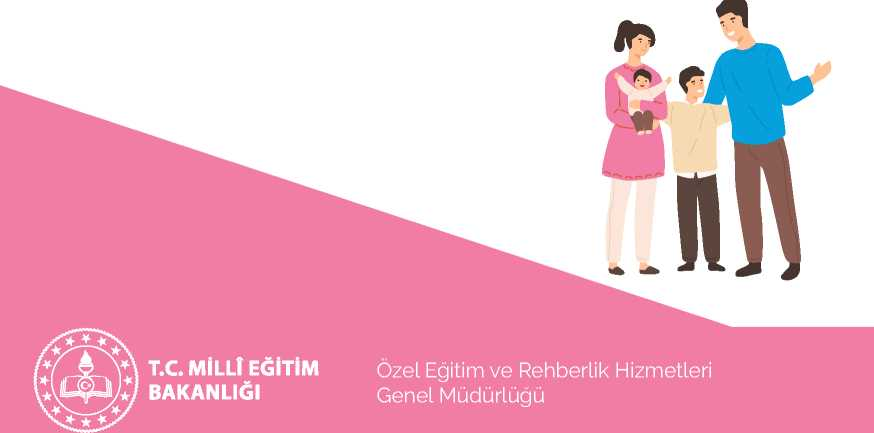 T.C. MİLLÎ EĞİTİM
BAKANLIĞI
Özel Eğitim ve Rehberlik Hizmetleri
Genel Müdürlüğü